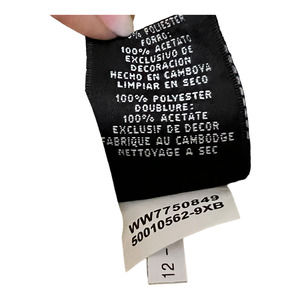 % POLYESTER
FORRO:
100% ACETATO
EXCLUSIVO DE
DECORACION
HECHO EN CAMBOYA
LIMPIAR EN SECO
100% POLYESTER
DOUBLURE:
100% ACETATE
EXCLUSIF DE DECOR
FABRIQUE AU CAMBODGE
NETTOYAGE A SEC
WW7750849
50010562-9XB
12 -